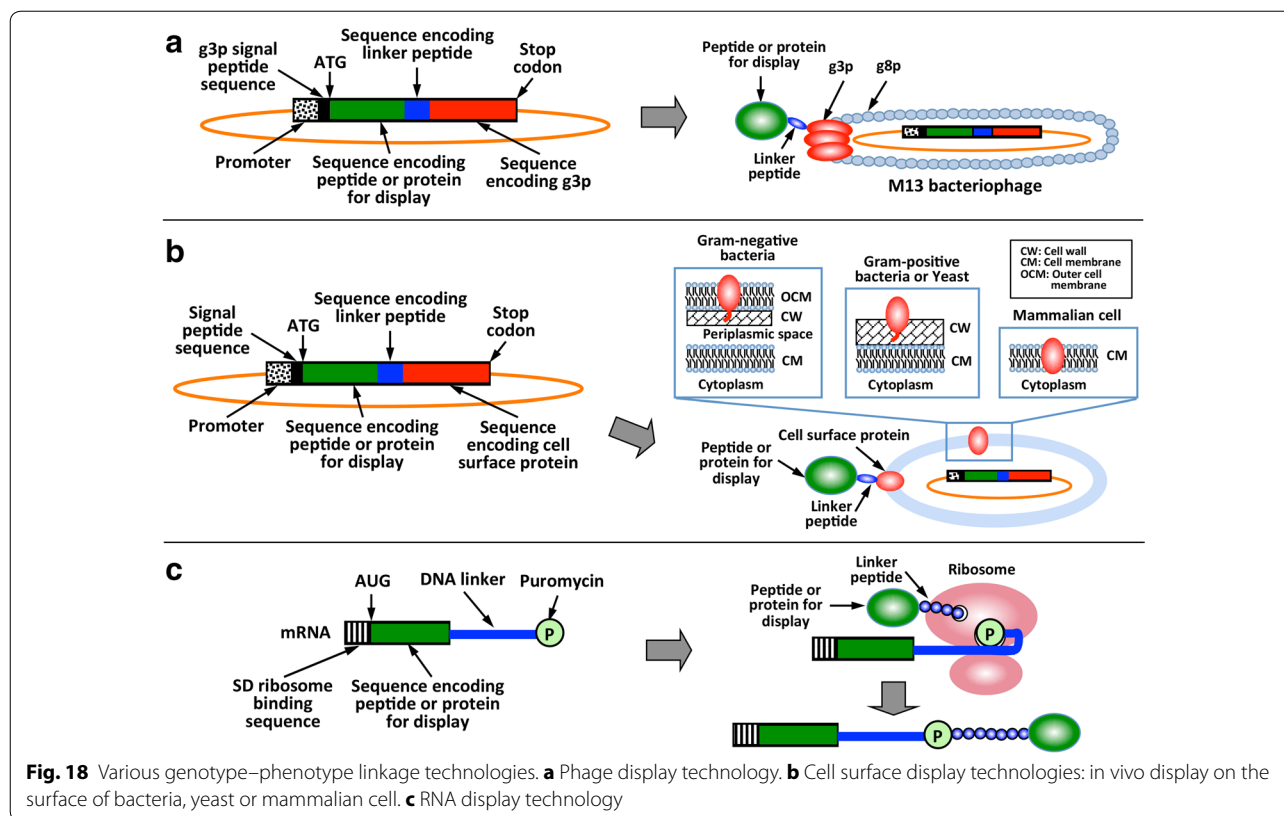 a
g3p signal
peptide
sequence
ATG
Sequence encoding
linker peptide
Stop
codon
Promoter
Sequence encoding
peptide or protein
for display
Sequence
encoding g3p
Peptide or protein
for display
g3p
g8p
Linker
peptide
M13 bacteriophage
b
Signal
peptide
sequence
ATG
Sequence encoding
linker peptide
Stop
codon
Promoter
Sequence encoding
peptide or protein
for display
Sequence
encoding cell
surface protein
Gram-negative
bacteria
OCM
CW
Periplasmic space
CM
Cytoplasm
Gram-positive
bacteria or Yeast
CW
CM
Cytoplasm
CW: Cell wall
CM: Cell membrane
OCM: Outer cell
membrane
Mammalian cell
CM
Cytoplasm
Peptide or
protein for
display
Cell surface protein
Linker
peptide
c
mRNA
AUG
DNA linker
Puromycin
P
SD ribosome
binding
sequence
Sequence encoding
peptide or protein
for display
Peptide or
protein for
display
Linker
peptide
Ribosome
P
P
Fig. 18 Various genotype–phenotype linkage technologies. a Phage display technology. b Cell surface display technologies: in vivo display on the
surface of bacteria, yeast or mammalian cell. c RNA display technology